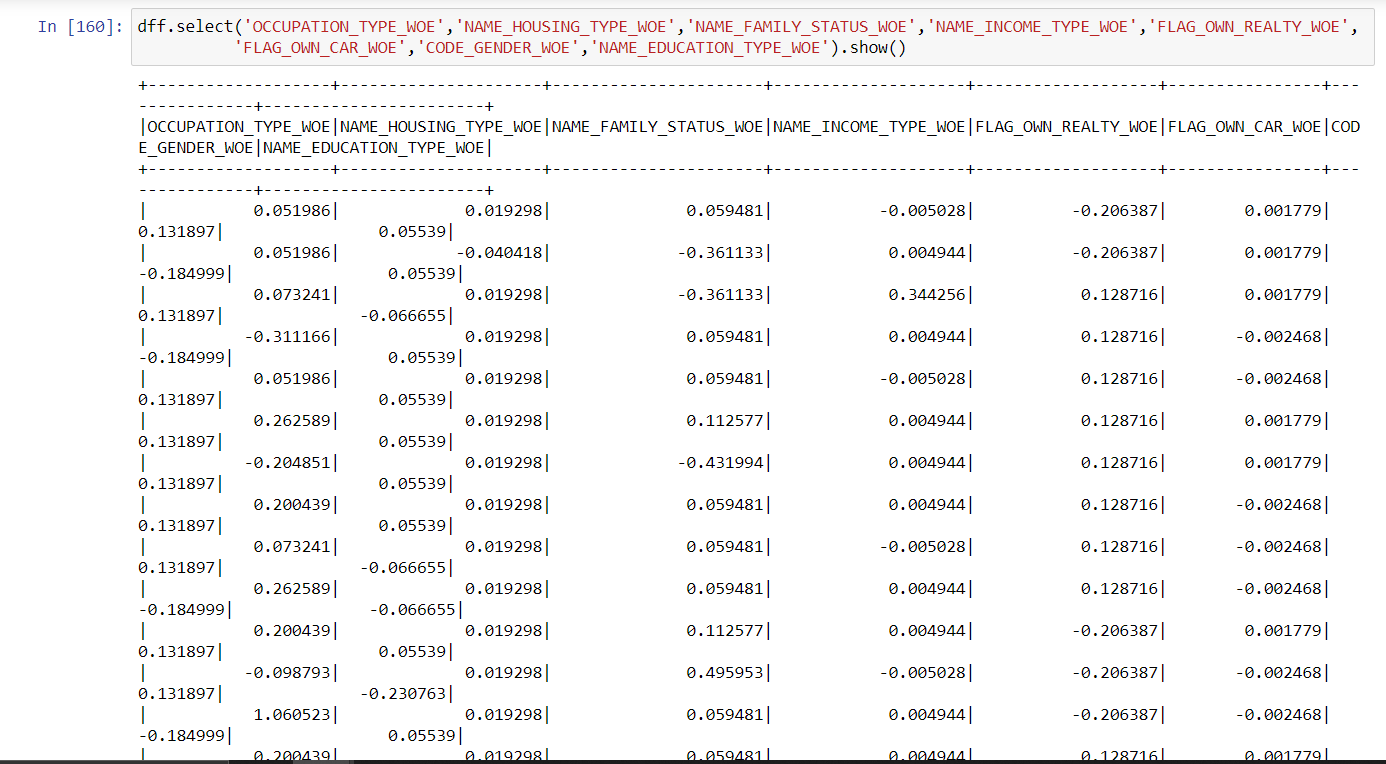 In [160]: dff.select('OCCUPATION_TYPE_WOE','NAME_HOUSING_TYPE_WOE','NAME_FAMILY_STATUS_WOE','NAME_INCOME_TYPE_WOE','FLAG_OWN_REALTY_WOE',
'FLAG_OWN_CAR_WOE','CODE_GENDER_WOE','NAME_EDUCATION_TYPE_WOE').show()
+-------------------+---------------------+----------------------+--------------------+-------------------+----------------+---
------------+-----------------------+
|OCCUPATION_TYPE_WOE|NAME_HOUSING_TYPE_WOE|NAME_FAMILY_STATUS_WOE|NAME_INCOME_TYPE_WOE|FLAG_OWN_REALTY_WOE|FLAG_OWN_CAR_WOE|COD
E_GENDER_WOE|NAME_EDUCATION_TYPE_WOE|
+-------------------+---------------------+----------------------+--------------------+-------------------+----------------+---
------------+-----------------------+
| 0.051986| 0.019298| 0.059481| -0.005028| -0.206387| 0.001779|
0.131897| 0.05539|
| 0.051986| -0.040418| -0.361133| 0.004944| -0.206387| 0.001779|
-0.184999| 0.05539|
| 0.073241| 0.019298| -0.361133| 0.344256| 0.128716| 0.001779|
0.131897| -0.066655|
| -0.311166| 0.019298| 0.059481| 0.004944| 0.128716| -0.002468|
-0.184999| 0.05539|
| 0.051986| 0.019298| 0.059481| -0.005028| 0.128716| -0.002468|
0.131897| 0.05539|
| 0.262589| 0.019298| 0.112577| 0.004944| 0.128716| 0.001779|
0.131897| 0.05539|
| -0.204851| 0.019298| -0.431994| 0.004944| 0.128716| 0.001779|
0.131897| 0.05539|
| 0.200439| 0.019298| 0.059481| 0.004944| 0.128716| -0.002468|
0.131897| 0.05539|
| 0.073241| 0.019298| 0.059481| -0.005028| 0.128716| -0.002468|
0.131897| -0.066655|
| 0.262589| 0.019298| 0.059481| 0.004944| 0.128716| -0.002468|
-0.184999| -0.066655|
| 0.200439| 0.019298| 0.112577| 0.004944| -0.206387| 0.001779|
0.131897| 0.05539|
| -0.098793| 0.019298| 0.495953| -0.005028| -0.206387| -0.002468|
0.131897| -0.230763|
| 1.060523| 0.019298| 0.059481| 0.004944| -0.206387| -0.002468|
-0.184999| 0.05539|
| 0.200439| 0.019298| 0.059481| 0.004944| 0.128716| 0.001779|